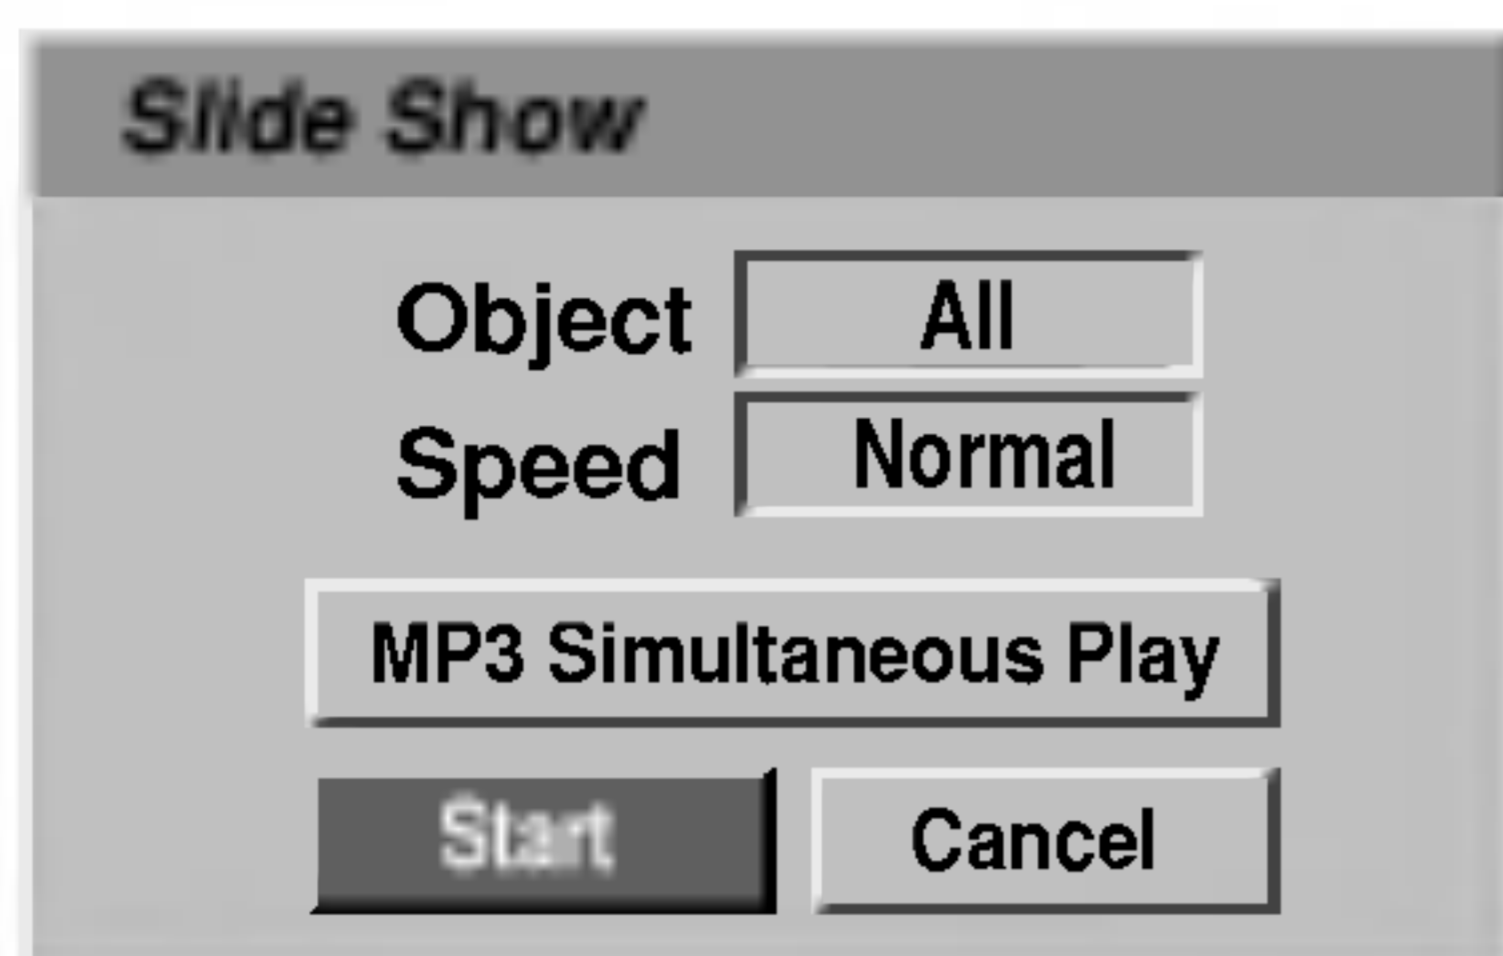 Slide Show
Object All
Speed Normal
MP3 Simultaneous Play
Start Cancel